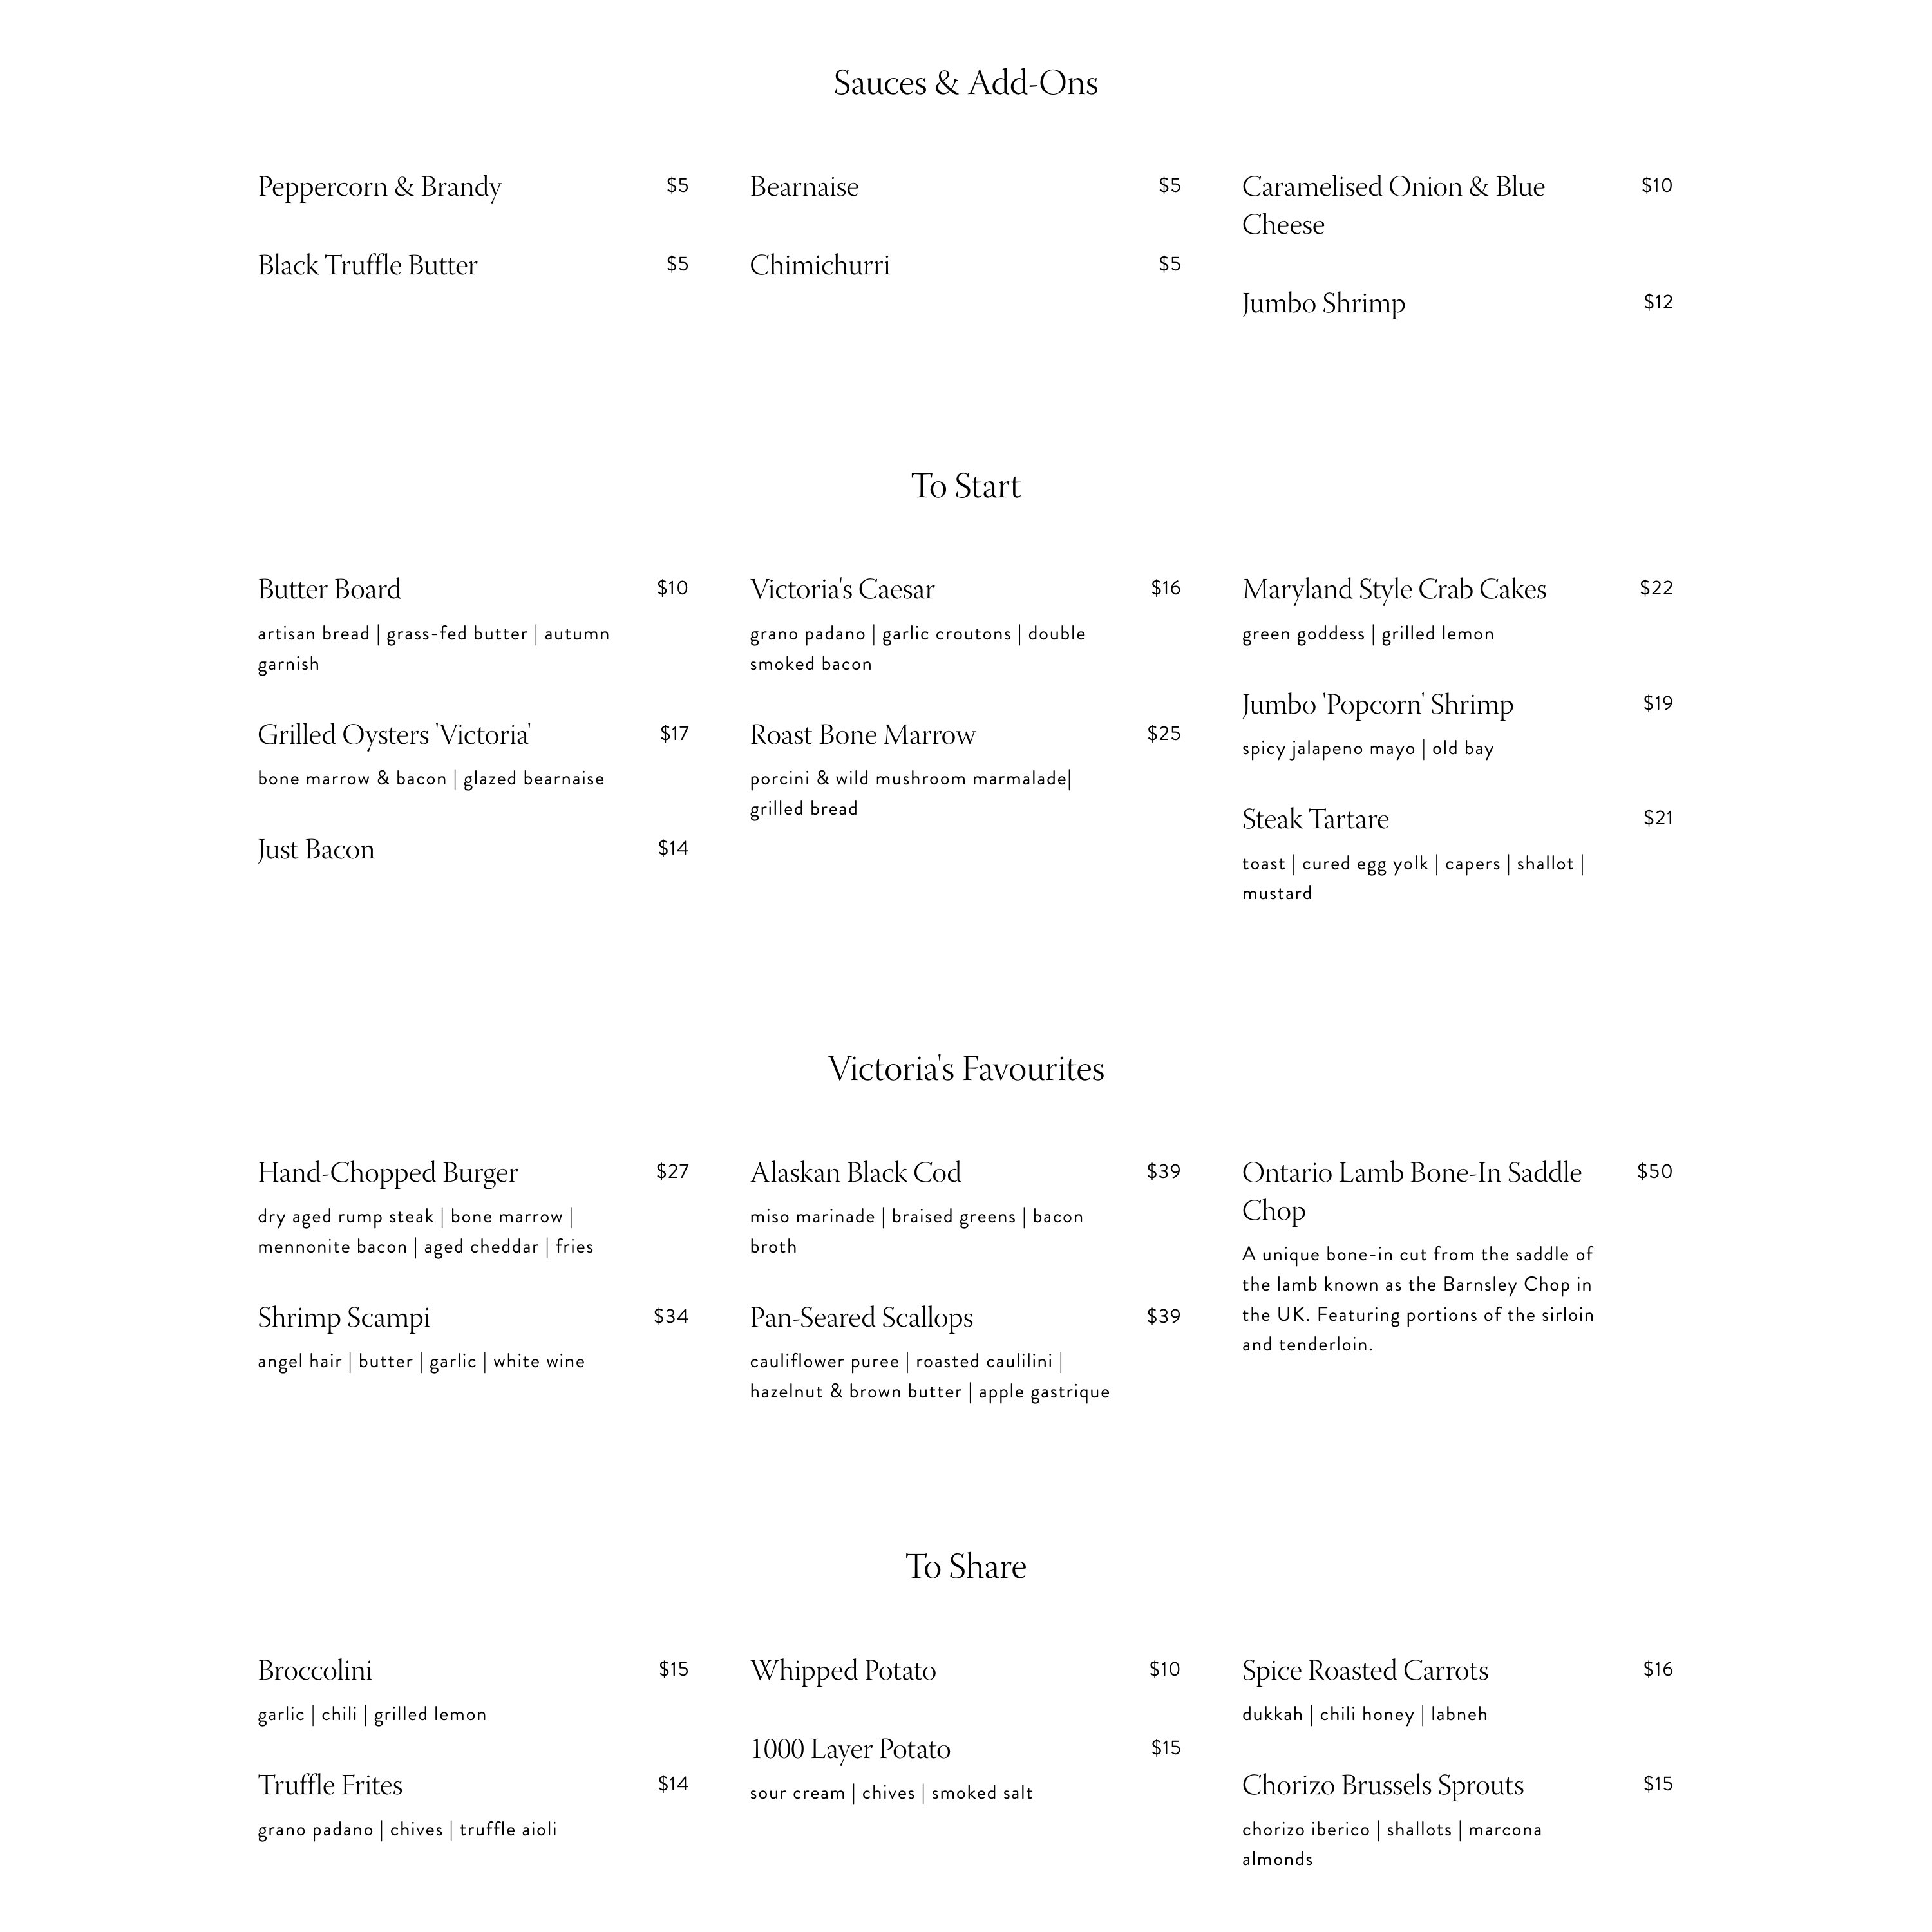 Sauces & Add-Ons
Peppercorn & Brandy $5
Black Truffle Butter $5
Bearnaise $5
Chimichurri $5
Caramelised Onion & Blue $10
Cheese
Jumbo Shrimp $12
To Start
Butter Board $10
artisan bread | grass-fed butter | autumn
garnish
Grilled Oysters 'Victoria' $17
bone marrow & bacon | glazed bearnaise
Just Bacon $14
Victoria's Caesar $16
grano padano | garlic croutons | double
smoked bacon
Roast Bone Marrow $25
porcini & wild mushroom marmalade|
grilled bread
Maryland Style Crab Cakes $22
green goddess | grilled lemon
Jumbo 'Popcorn' Shrimp $19
spicy jalapeno mayo | old bay
Steak Tartare $21
toast | cured egg yolk | capers | shallot |
mustard
Victoria's Favourites
Hand-Chopped Burger $27
dry aged rump steak | bone marrow |
mennonite bacon | aged cheddar | fries
Shrimp Scampi $34
angel hair | butter | garlic | white wine
Alaskan Black Cod $39
miso marinade | braised greens | bacon
broth
Pan-Seared Scallops $39
cauliflower puree | roasted caulilini |
hazelnut & brown butter | apple gastrique
Ontario Lamb Bone-In Saddle $50
Chop
A unique bone-in cut from the saddle of
the lamb known as the Barnsley Chop in
the UK. Featuring portions of the sirloin
and tenderloin.
To Share
Broccolini $15
garlic | chili | grilled lemon
Truffle Frites $14
grano padano | chives | truffle aioli
Whipped Potato $10
1000 Layer Potato $15
sour cream | chives | smoked salt
Spice Roasted Carrots $16
dukkah | chili honey | labneh
Chorizo Brussels Sprouts $15
chorizo iberico | shallots | marcona
almonds